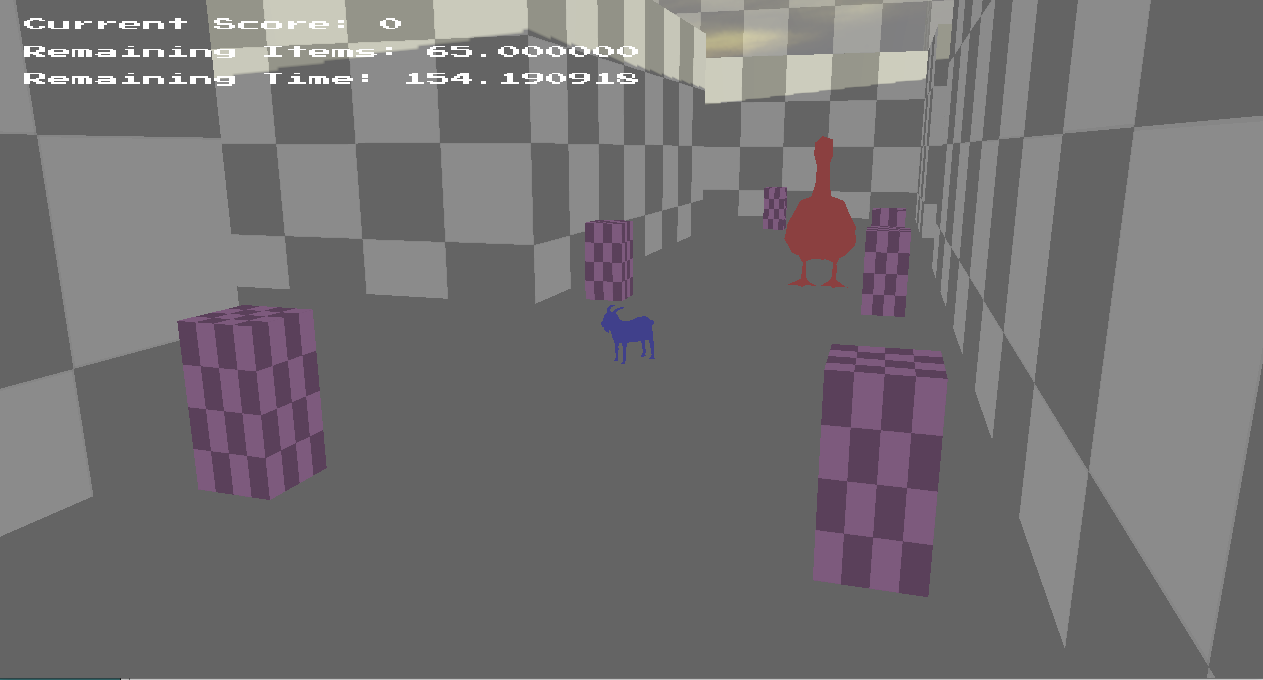 Current Score: 0
Remaining Items: 65.000000
Remaining Time: 154.190918